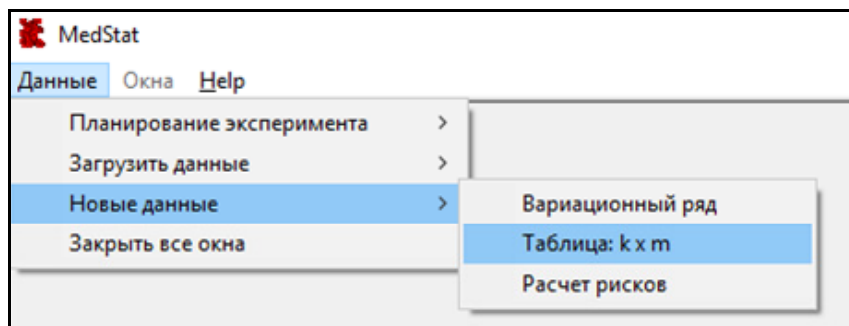 MedStat
Данные Окна Help
Планирование эксперимента
Загрузить данные
Новые данные
Закрыть все окна
Вариационный ряд
Таблица: k x m
Расчет рисков